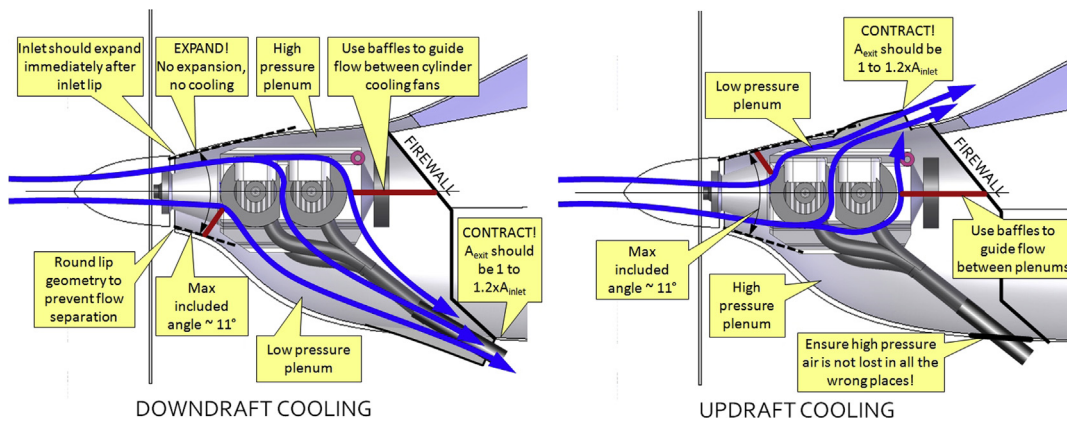 Inlet should expand
immediately after
inlet lip
EXPAND!
No expansion,
no cooling
High
pressure
plenum
Use baffles to guide
flow between cylinder
cooling fans
FIREWALL
CONTRACT!
Aexit should
be 1 to
1.2xAinlet
Round lip
geometry to
prevent flow
separation
Max
included
angle ~ 11°
Low pressure
plenum
DOWNDRAFT COOLING
CONTRACT!
Aexit should be
1 to 1.2xAinlet
Low pressure
plenum
FIREWALL
Use baffles to
guide flow
between plenums
Max included
angle ~ 11°
High
pressure
plenum
Ensure high pressure
air is not lost in all the
wrong places!
UPDRAFT COOLING